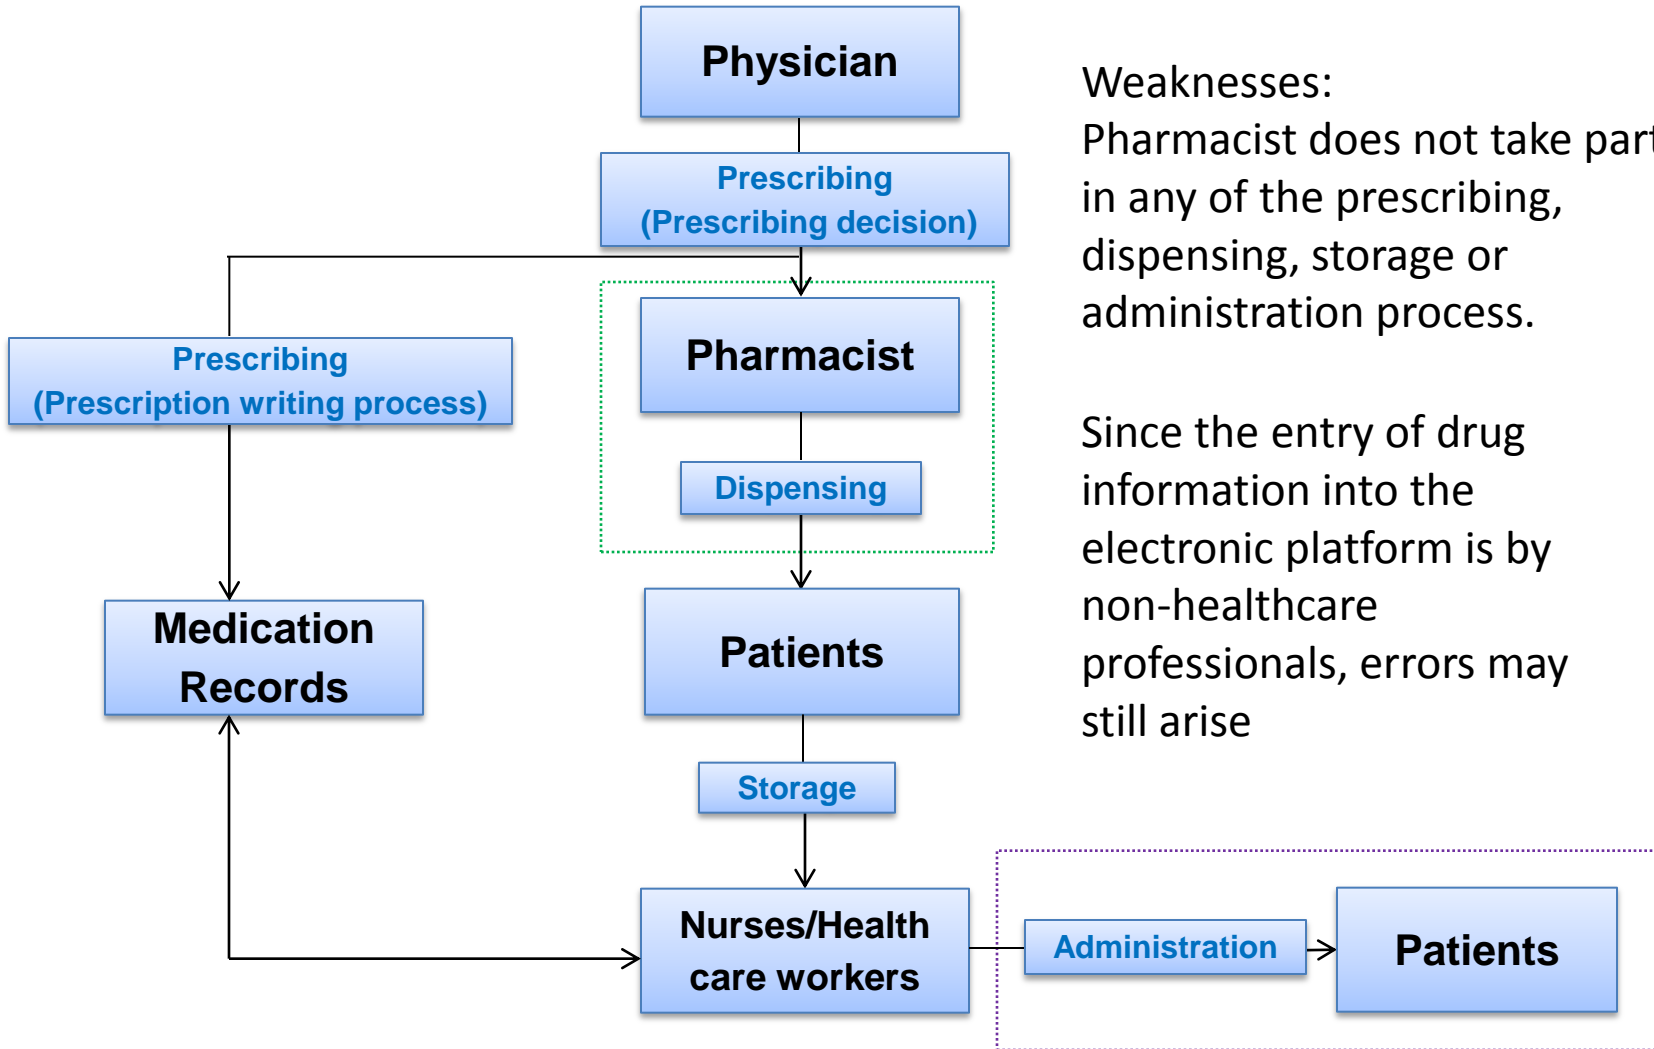 Physician
Prescribing
(Prescribing decision)
Pharmacist
Dispensing
Prescribing
(Prescription writing process)
Medication
Records
Patients
Storage
Nurses/Health
care workers
Administration
Patients
Weaknesses:
Pharmacist does not take part
in any of the prescribing,
dispensing, storage or
administration process.
Since the entry of drug
information into the
electronic platform is by
non-healthcare
professionals, errors may
still arise